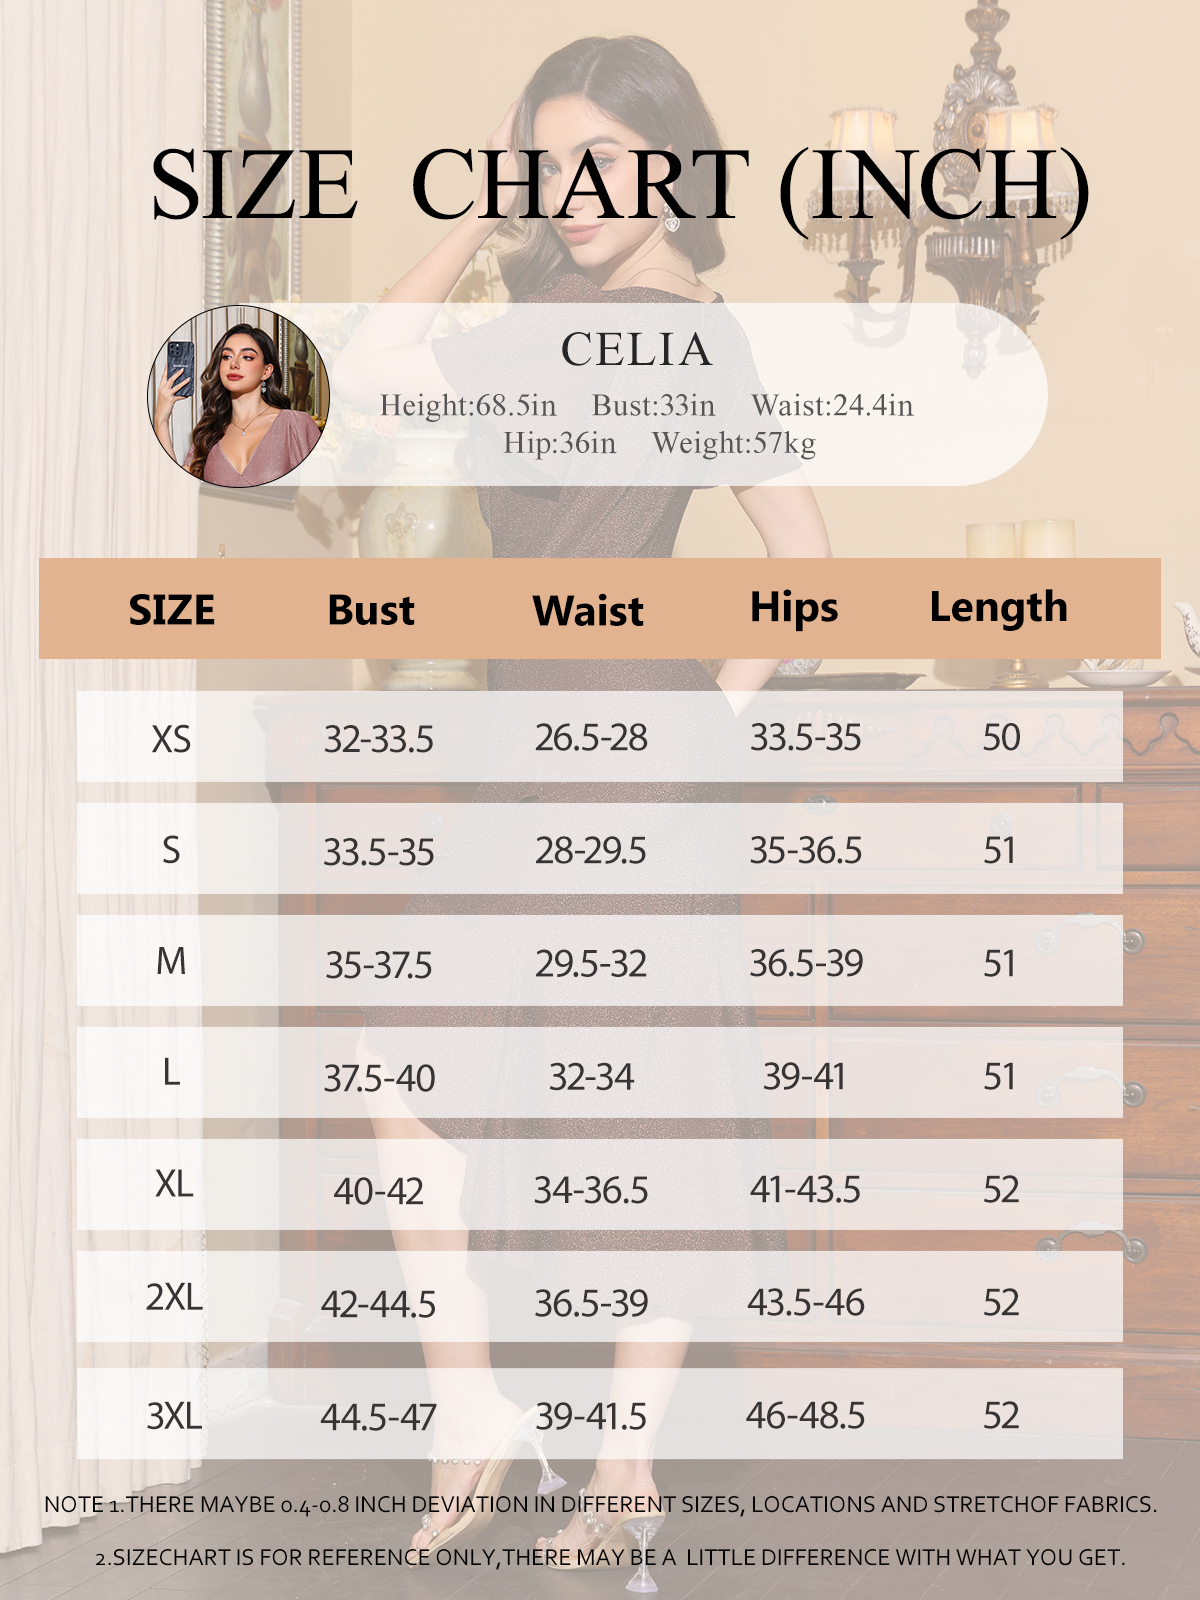 SIZE CHART (INCH)
CELIA
Height:68.5in Bust:33in Waist:24.4in
Hip:36in Weight:57kg
SIZE Bust Waist Hips Length
XS 32-33.5 26.5-28 33.5-35 50
S 33.5-35 28-29.5 35-36.5 51
M 35-37.5 29.5-32 36.5-39 51
L 37.5-40 32-34 39-41 51
XL 40-42 34-36.5 41-43.5 52
2XL 42-44.5 36.5-39 43.5-46 52
3XL 44.5-47 39-41.5 46-48.5 52
NOTE 1.THERE MAYBE 0.4-0.8 INCH DEVIATION IN DIFFERENT SIZES, LOCATIONS AND STRETCHOF FABRICS.
2.SIZECHART IS FOR REFERENCE ONLY,THERE MAY BE A LITTLE DIFFERENCE WITH WHAT YOU GET.